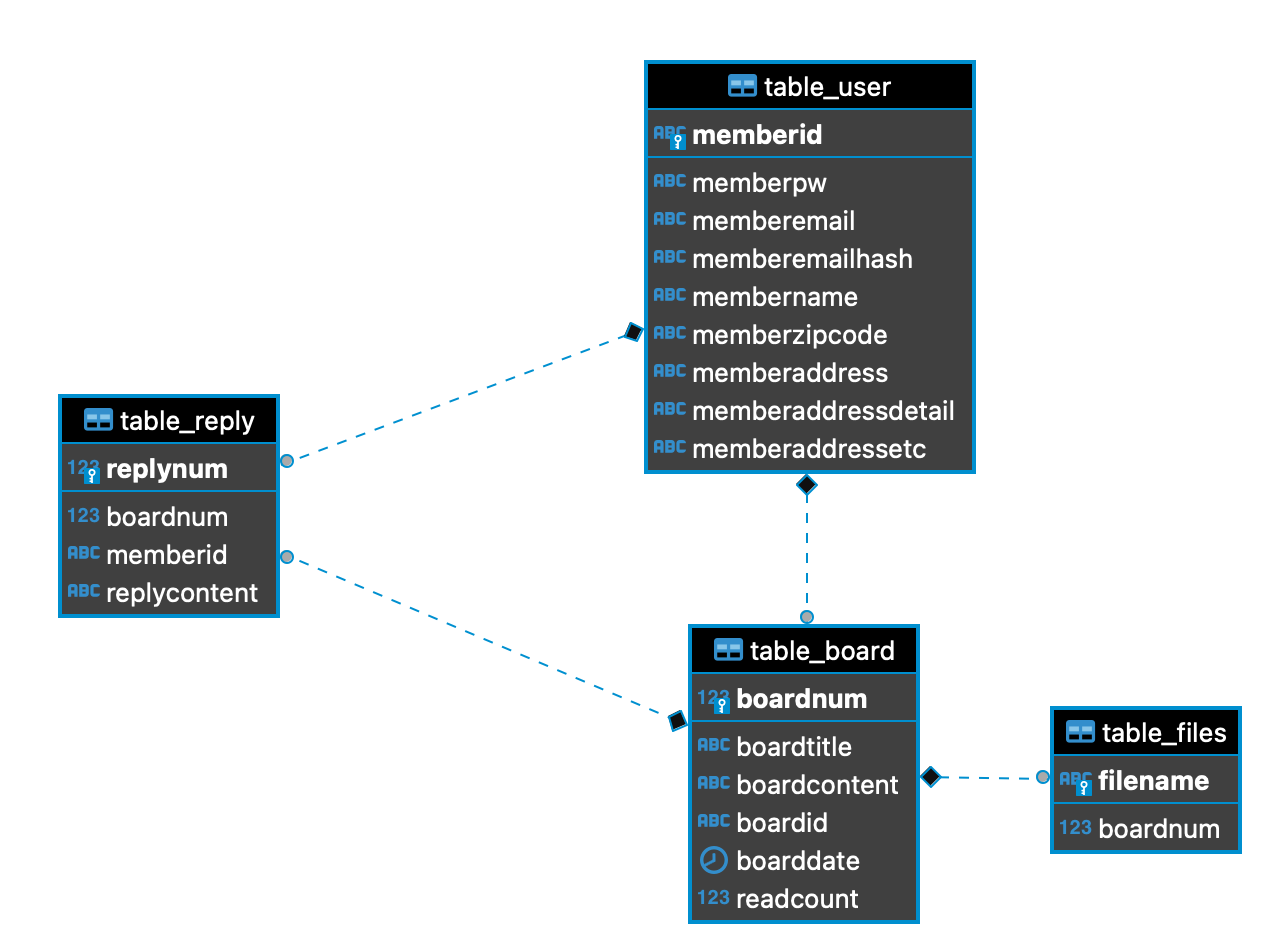 table_user
ABC memberid
ABC memberpw
ABC memberemail
ABC memberemailhash
ABC membername
ABC memberzipcode
ABC memberaddress
ABC memberaddressdetail
ABC memberaddressetc
table_reply
123 replynum
123 boardnum
ABC memberid
ABC replycontent
table_board
123 boardnum
ABC boardtitle
ABC boardcontent
ABC boardid
boarddate
123 readcount
table_files
ABC filename
123 boardnum